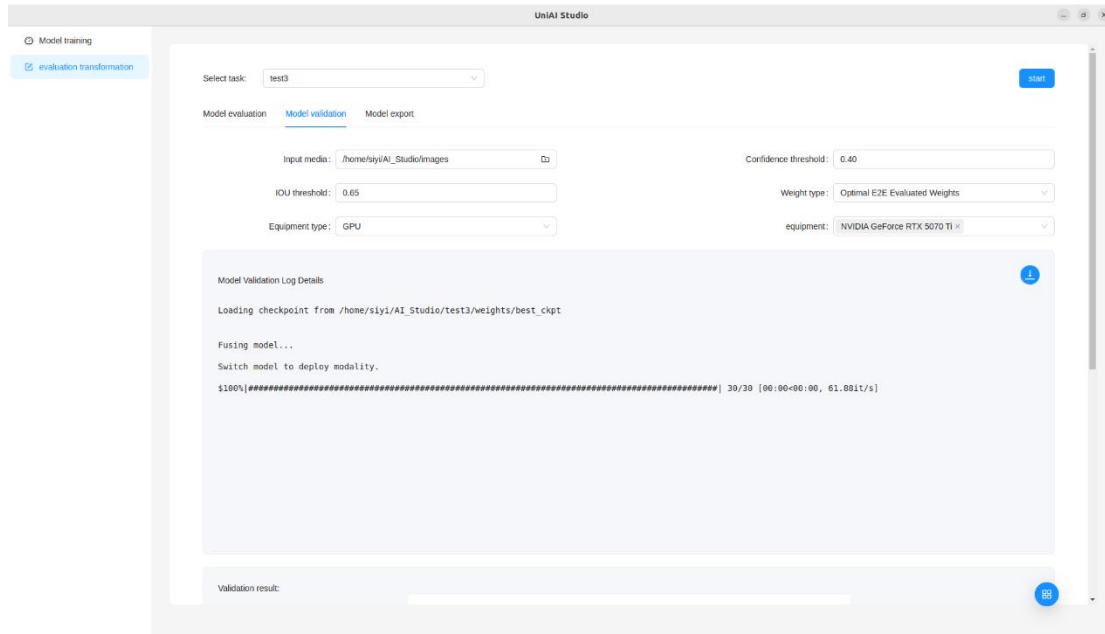 UniAI Studio
Model training
evaluation transformation
Select task: test3
start
Model evaluation Model validation Model export
Input media: /home/siyi/AI_Studio/images Confidence threshold: 0.40
IOU threshold: 0.65 Weight type: Optimal E2E Evaluated Weights
Equipment type: GPU equipment: NVIDIA GeForce RTX 5070 Ti ×
Model Validation Log Details
Loading checkpoint from /home/siyi/AI_Studio/test3/weights/best_ckpt
Fusing model...
Switch model to deploy modality.
$100%|###########################################################################################| 30/30 [00:00<00:00, 61.88it/s]
Validation result: